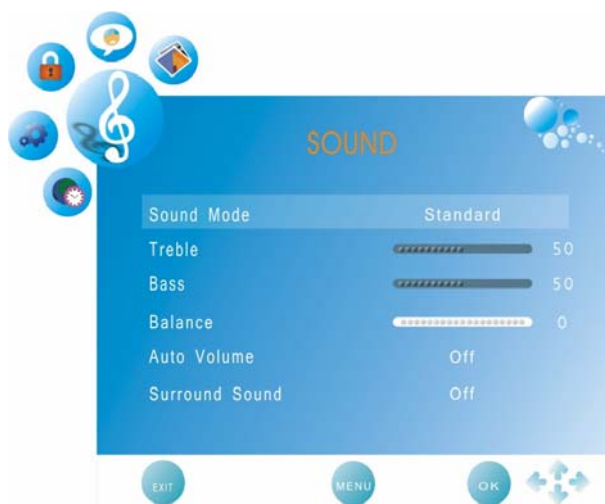 SOUND
Sound Mode Standard
Treble 50
Bass 50
Balance 0
Auto Volume Off
Surround Sound Off
EXIT MENU OK